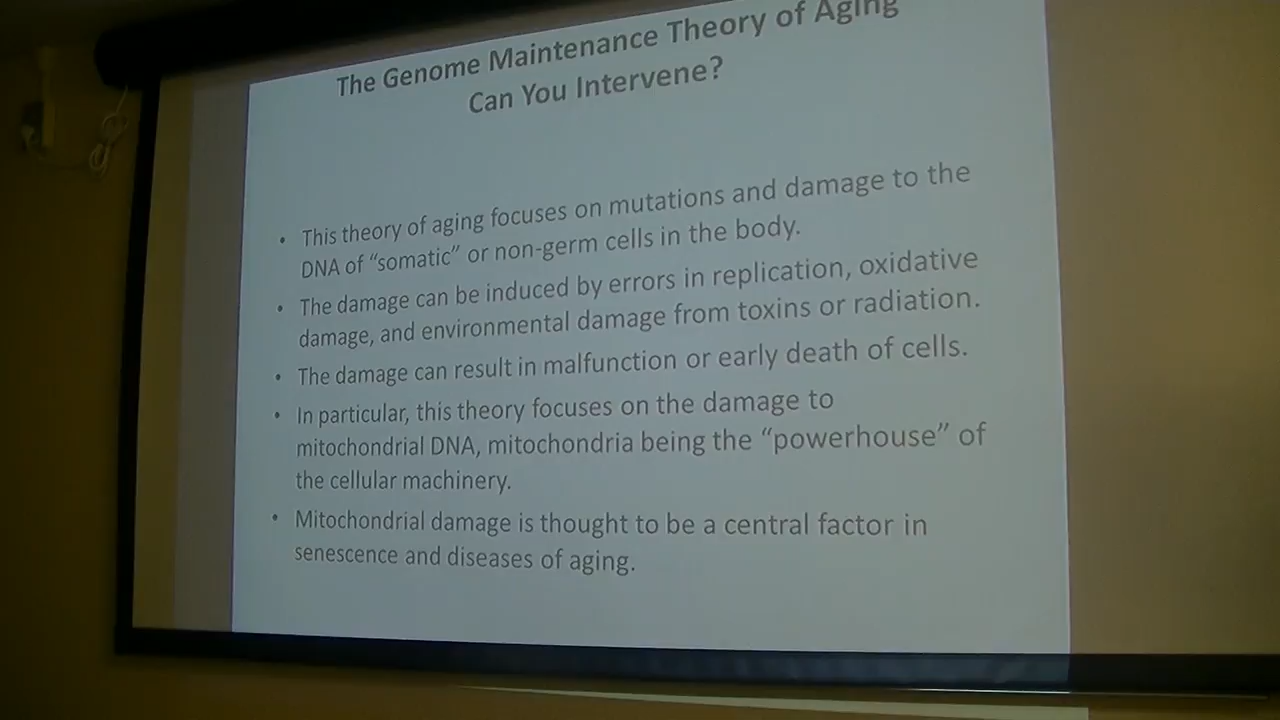 The Genome Maintenance Theory of Aging
Can You Intervene?
• This theory of aging focuses on mutations and damage to the
DNA of “somatic” or non-germ cells in the body.
• The damage can be induced by errors in replication, oxidative
damage, and environmental damage from toxins or radiation.
• The damage can result in malfunction or early death of cells.
• In particular, this theory focuses on the damage to
mitochondrial DNA, mitochondria being the “powerhouse” of
the cellular machinery.
• Mitochondrial damage is thought to be a central factor in
senescence and diseases of aging.